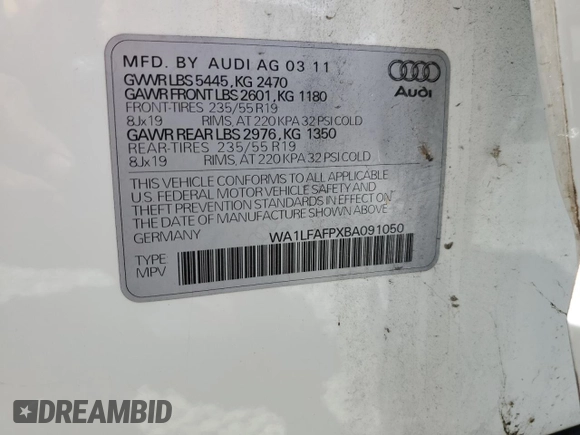 MFD. BY AUDI AG 03 11
GVWR LBS 5445, KG 2470
GAWR FRONT LBS 2601, KG 1180
FRONT-TIRES 235/55 R19
8Jx19 RIMS, AT 220 KPA 32 PSI COLD
GAWR REAR LBS 2976, KG 1350
REAR-TIRES 235/55 R19
8Jx19 RIMS, AT 220 KPA 32 PSI COLD
Audi
THIS VEHICLE CONFORMS TO ALL APPLICABLE
U.S FEDERAL MOTOR VEHICLE SAFETY AND
THEFT PREVENTION STANDARDS IN EFFECT ON
THE DATE OF MANUFACTURE SHOWN ABOVE
GERMANY WA1LFAFPXBA091050
TYPE
MPV
DREAMBID